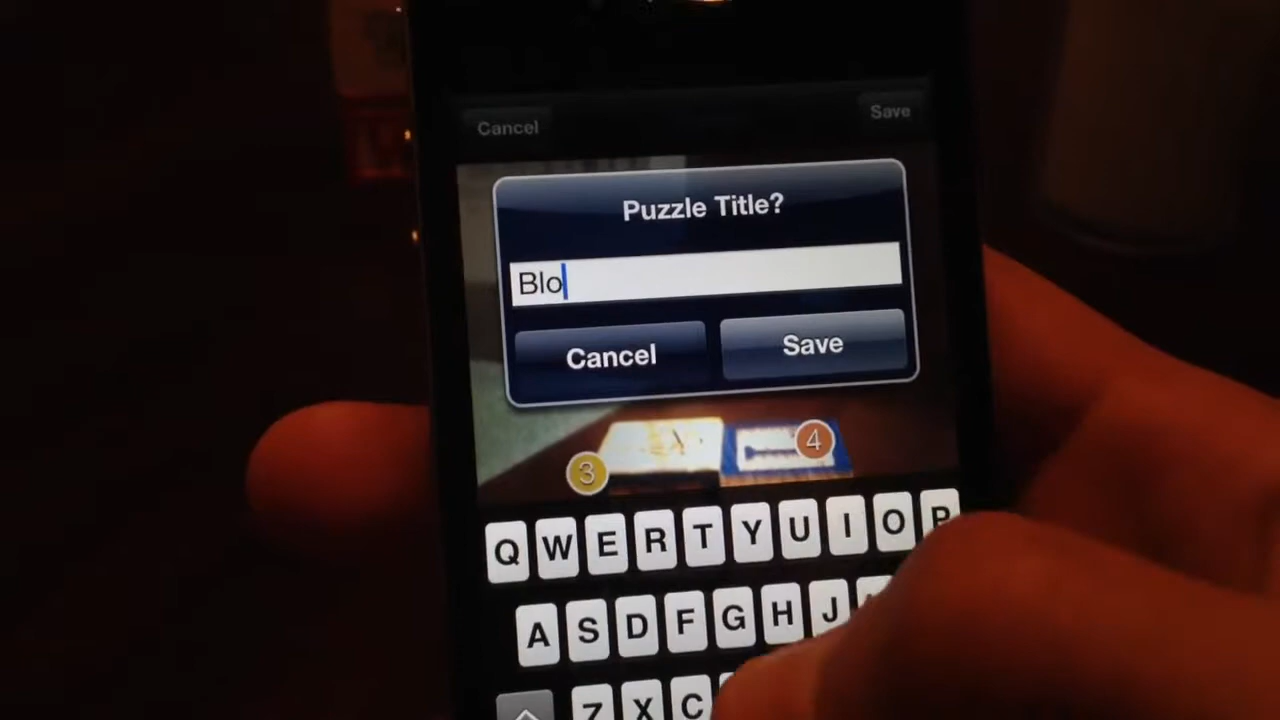 Cancel Save
Puzzle Title?
Blo
Cancel Save
3 4
Q W E R T Y U I O P
A S D F G H J
Z X C